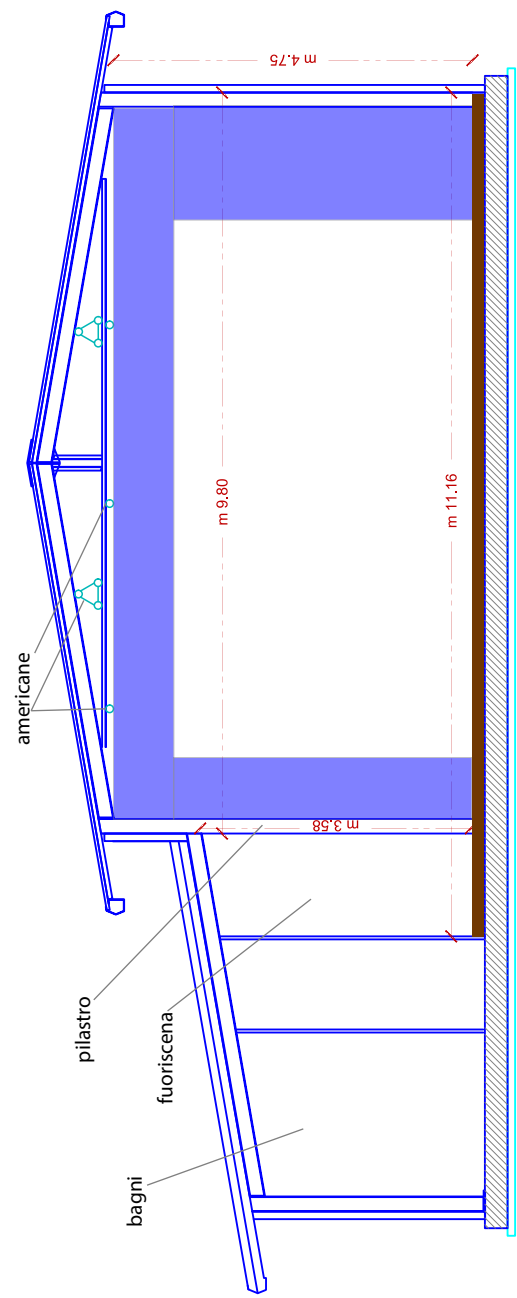 americane
pilastro
fuoriscena
bagni
m 4.75
m 9.80
m 11.16
m 3.58